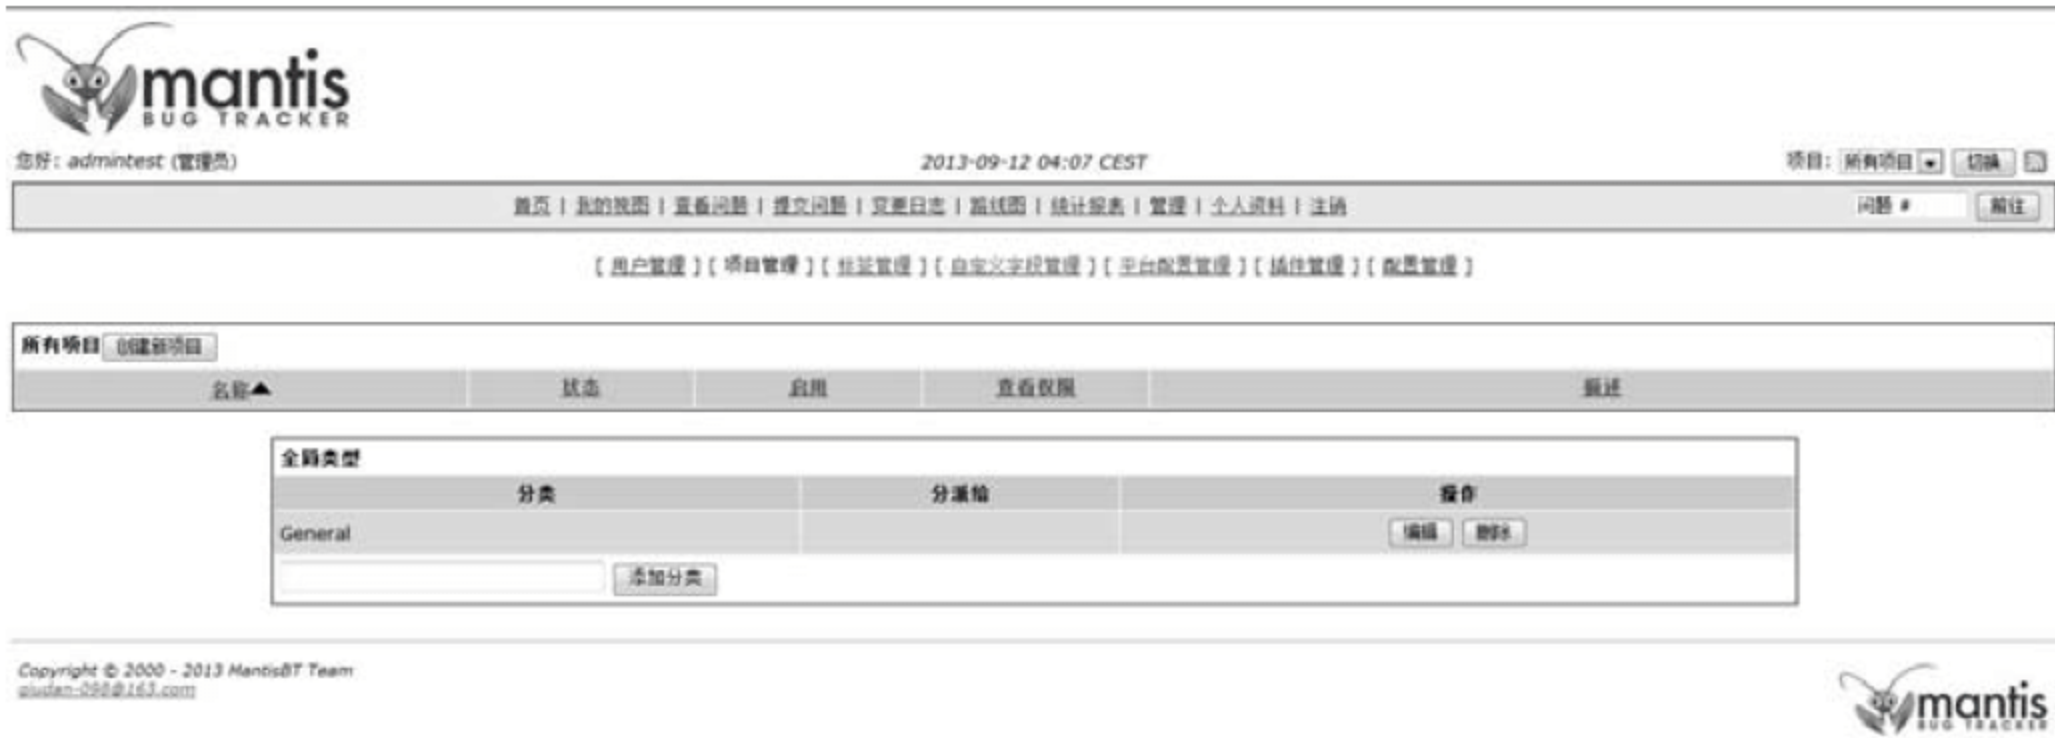 mantis
BUG TRACKER
您好: admintest (管理员)
2013-09-12 04:07 CEST
项目: 所有项目 切换
首页 | 我的视图 | 查看问题 | 提交问题 | 变更日志 | 路线图 | 统计报表 | 管理 | 个人资料 | 注销
问题 # 前往
[ 用户管理 ] [ 项目管理 ] [ 标签管理 ] [ 自定义字段管理 ] [ 平台配置管理 ] [ 插件管理 ] [ 配置管理 ]
所有项目 创建新项目
名称▲ 状态 启用 查看权限 描述
全局类型
分类 分派给 操作
General 编辑 删除
添加分类
Copyright © 2000 - 2013 MantisBT Team
qiudan-098@163.com
mantis
BUG TRACKER